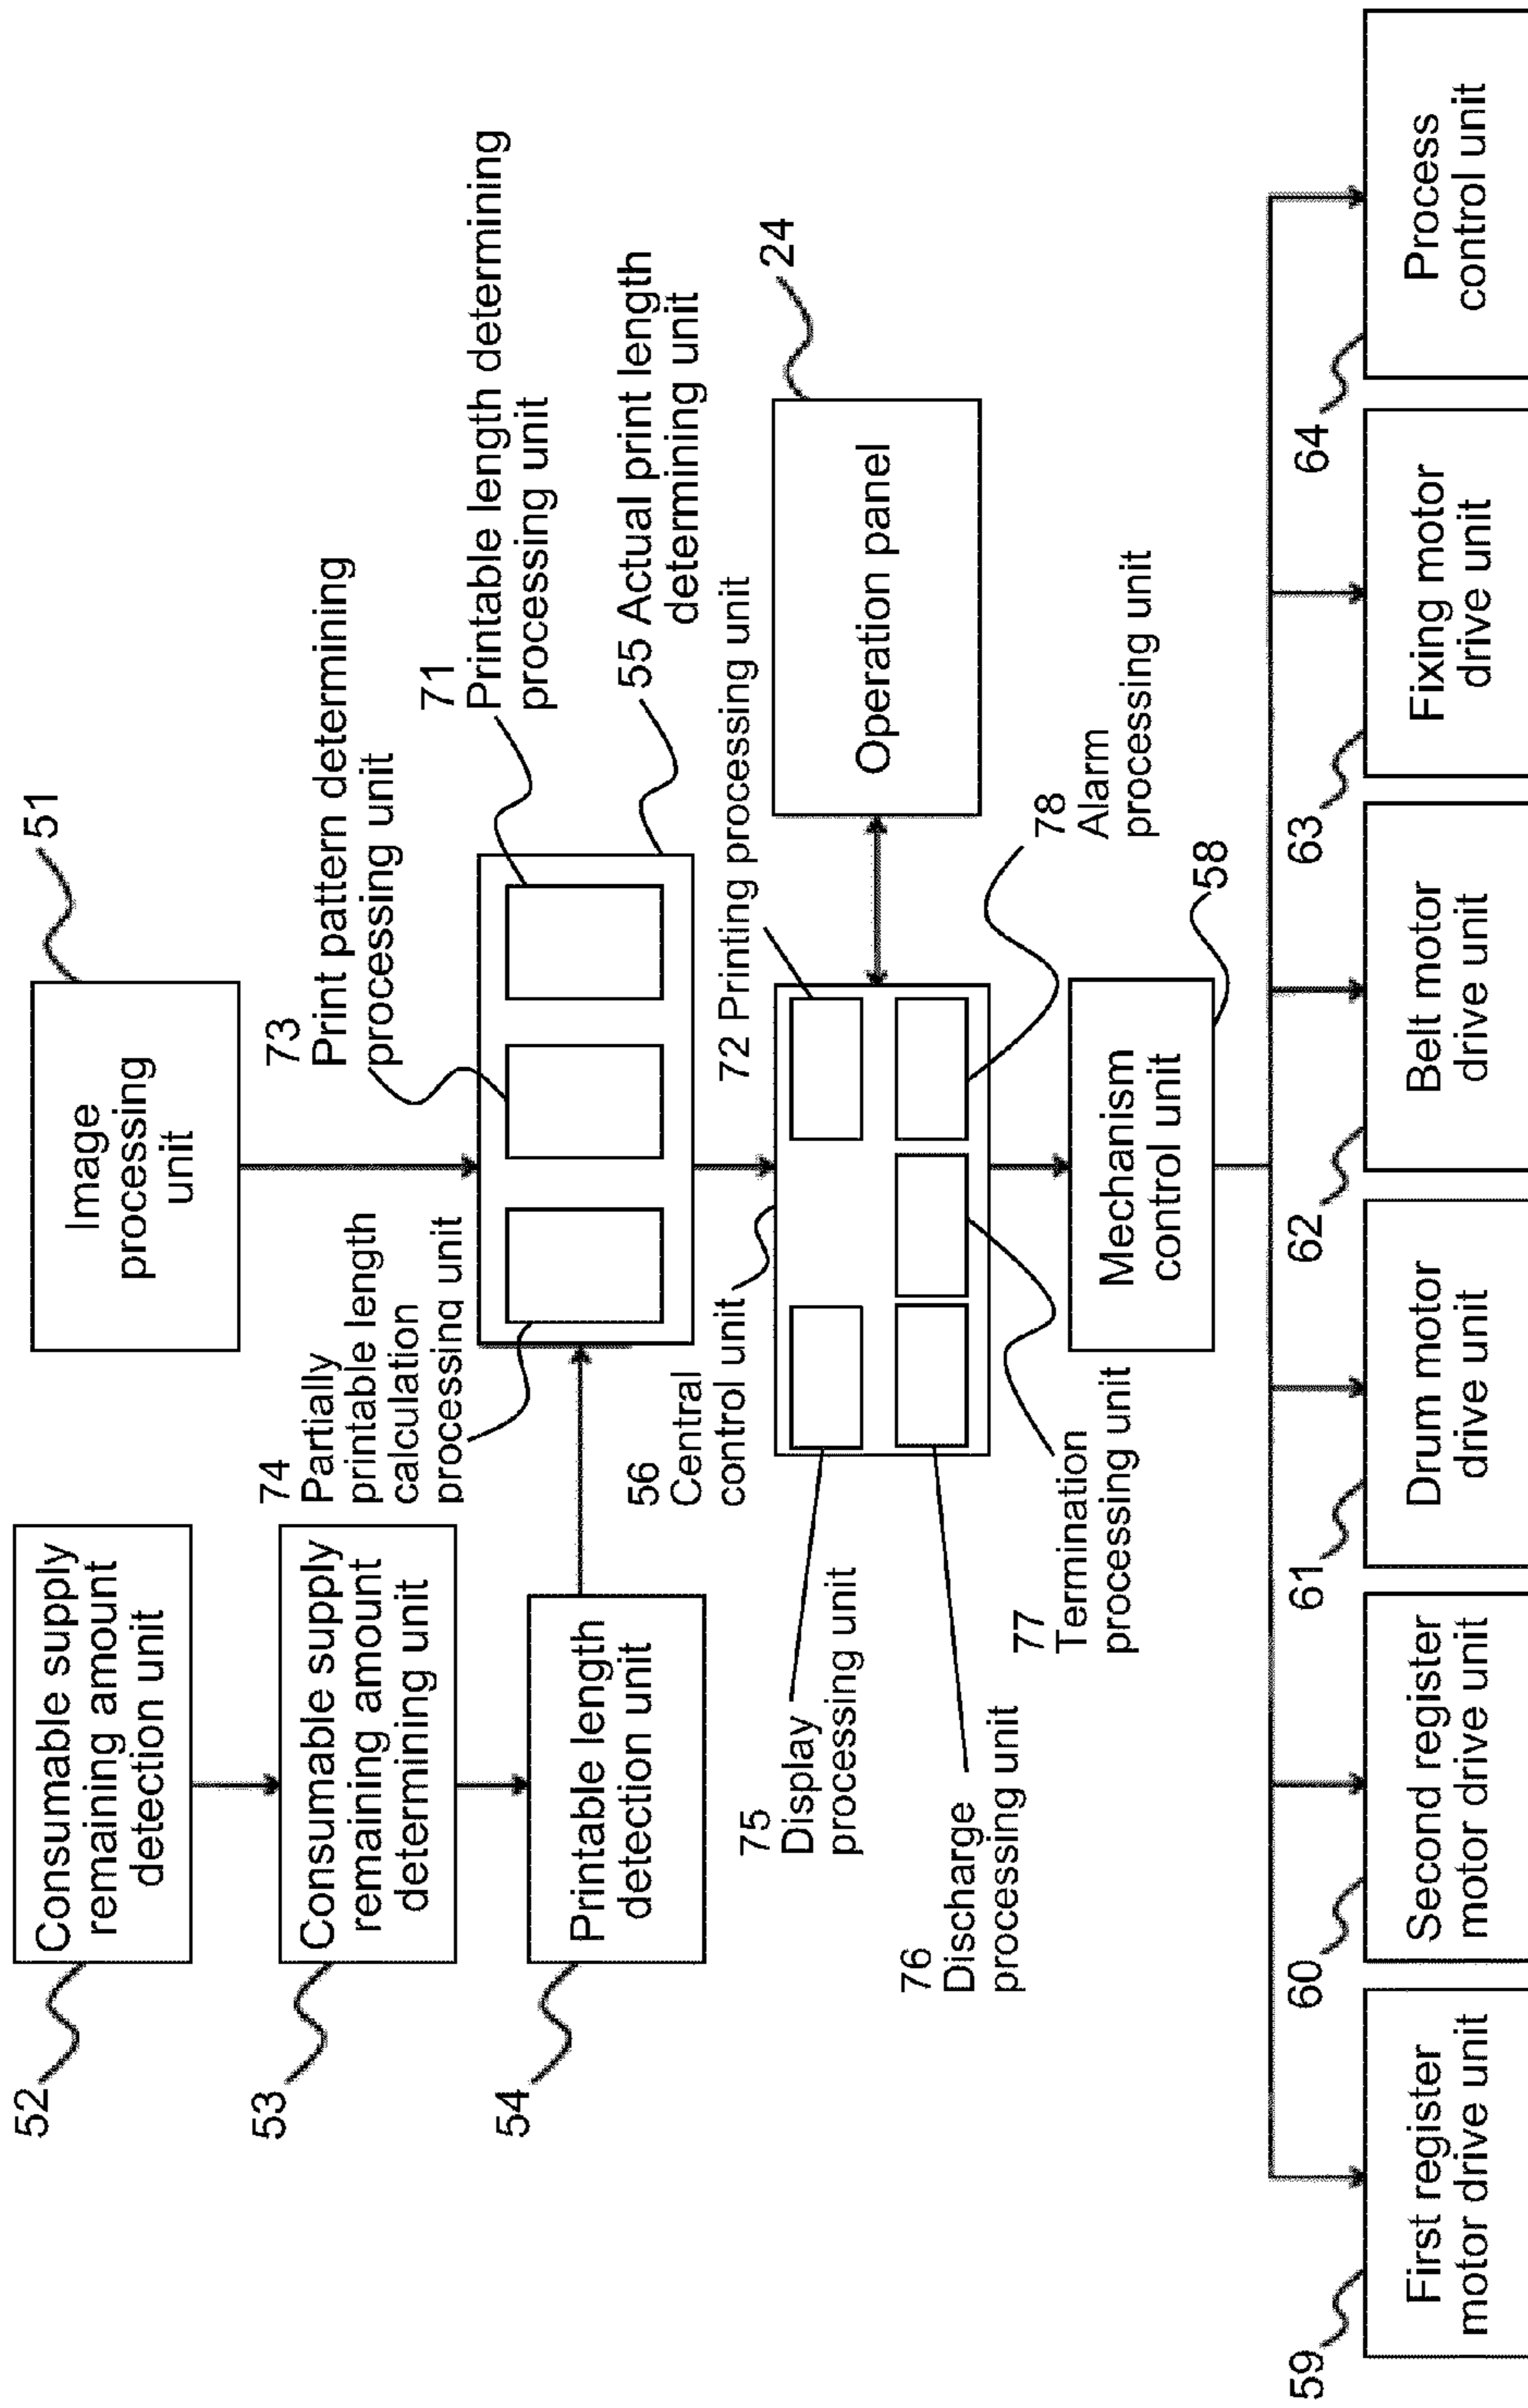 52
Consumable supply
remaining amount
detection unit
51
Image
processing
unit
53
Consumable supply
remaining amount
determining unit
74
Partially
printable length
calculation
processing unit
73
Print pattern determining
processing unit
71
Printable length determining
processing unit
54
Printable length
detection unit
55 Actual print length
determining unit
56
Central
control unit
72 Printing processing unit
24
Operation panel
75
Display
processing unit
76
Discharge
processing unit
77
Termination
processing unit
78
Alarm
processing unit
Mechanism
control unit
58
59
First register
motor drive unit
60
Second register
motor drive unit
61
Drum motor
drive unit
62
Belt motor
drive unit
63
Fixing motor
drive unit
64
Process
control unit